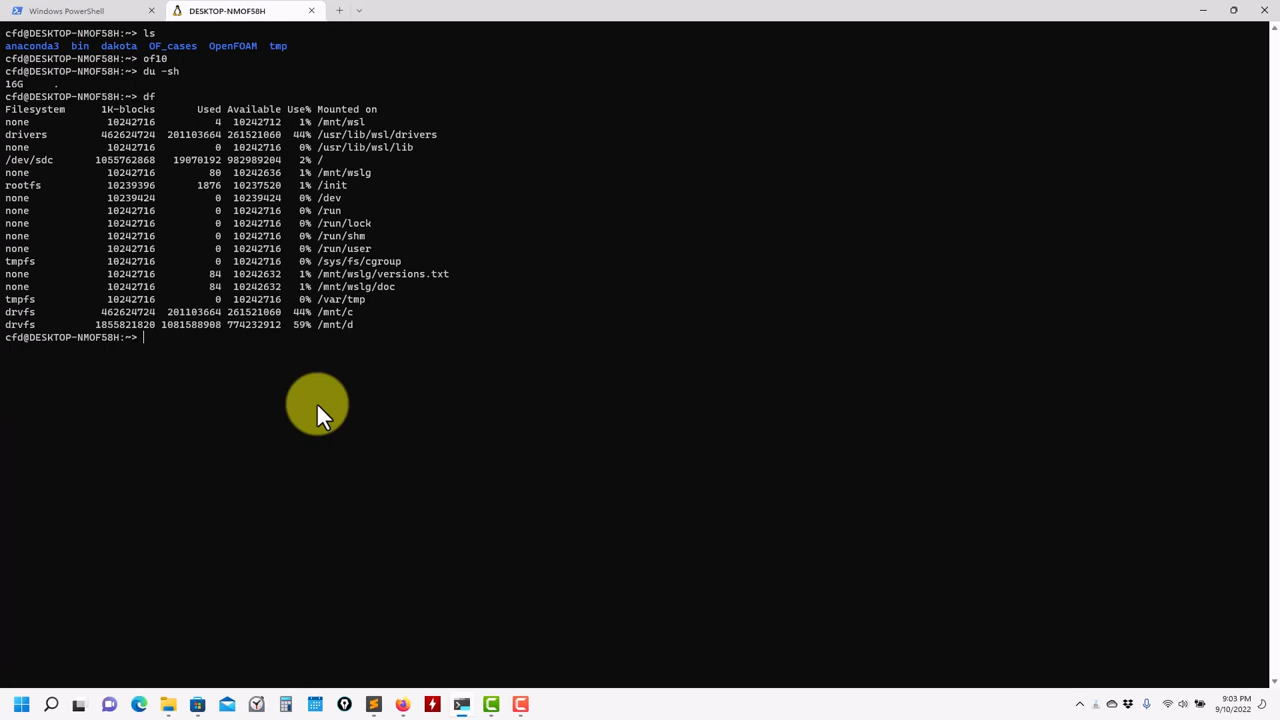 Windows PowerShell
DESKTOP-NMOF58H
cfd@DESKTOP-NMOF58H:~> ls
anaconda3 bin dakota OF_cases OpenFOAM tmp
cfd@DESKTOP-NMOF58H:~> of10
cfd@DESKTOP-NMOF58H:~> du -sh
16G .
cfd@DESKTOP-NMOF58H:~> df
Filesystem 1K-blocks Used Available Use% Mounted on
none 10242716 4 10242712 1% /mnt/wsl
drivers 462624724 201103664 261521060 44% /usr/lib/wsl/drivers
none 10242716 0 10242716 0% /usr/lib/wsl/lib
/dev/sdc 1055762868 19070192 982989204 2% /
none 10242716 80 10242636 1% /mnt/wslg
rootfs 10239396 1876 10237520 1% /init
none 10239424 0 10239424 0% /dev
none 10242716 0 10242716 0% /run
none 10242716 0 10242716 0% /run/lock
none 10242716 0 10242716 0% /run/shm
none 10242716 0 10242716 0% /run/user
tmpfs 10242716 0 10242716 0% /sys/fs/cgroup
none 10242716 84 10242632 1% /mnt/wslg/versions.txt
none 10242716 84 10242632 1% /mnt/wslg/doc
tmpfs 10242716 0 10242716 0% /var/tmp
drvfs 462624724 201103664 261521060 44% /mnt/c
drvfs 1855821820 1081588908 774232912 59% /mnt/d
cfd@DESKTOP-NMOF58H:~>
9:03 PM
9/10/2022